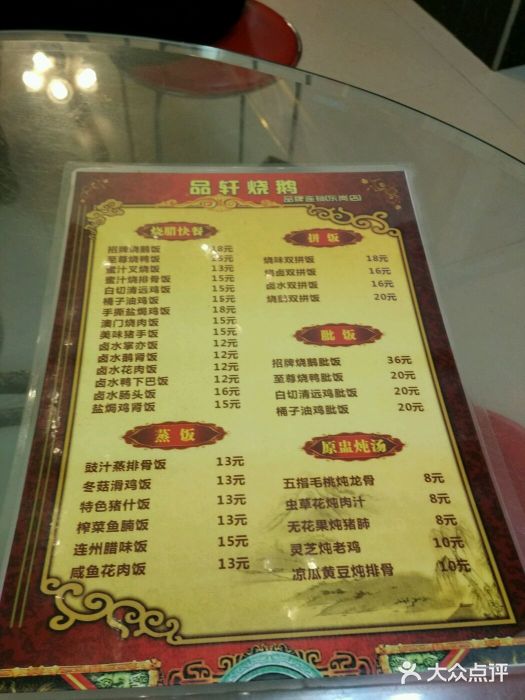 品轩烧鹅
品牌连锁(东岗店)
烧腊快餐
招牌烧鹅饭 18元
至尊烧鸭饭 15元
蜜汁叉烧饭 13元
蜜汁烧排骨饭 15元
白切清远鸡饭 15元
桶子油鸡饭 15元
手撕盐焗鸡饭 18元
澳门烧肉饭 15元
美味猪手饭 15元
卤水掌亦饭 12元
卤水鹅肾饭 12元
卤水花肉饭 12元
卤水鸭下巴饭 12元
卤水肠头饭 16元
盐焗鸡肾饭 15元
蒸饭
豉汁蒸排骨饭 13元
冬菇滑鸡饭 13元
特色猪什饭 13元
榨菜鱼腩饭 13元
连州腊味饭 15元
咸鱼花肉饭 13元
拼饭
烧味双拼饭 18元
烧卤双拼饭 16元
卤水双拼饭 16元
双拼饭 20元
肶饭
招牌烧鹅肶饭 36元
至尊烧鸭肶饭 20元
白切清远鸡肶饭 20元
桶子油鸡肶饭 20元
原盅炖汤
五指毛桃炖龙骨 8元
虫草花炖肉汁 8元
无花果炖猪肺 8元
灵芝炖老鸡 10元
凉瓜黄豆炖排骨 10元
大众点评